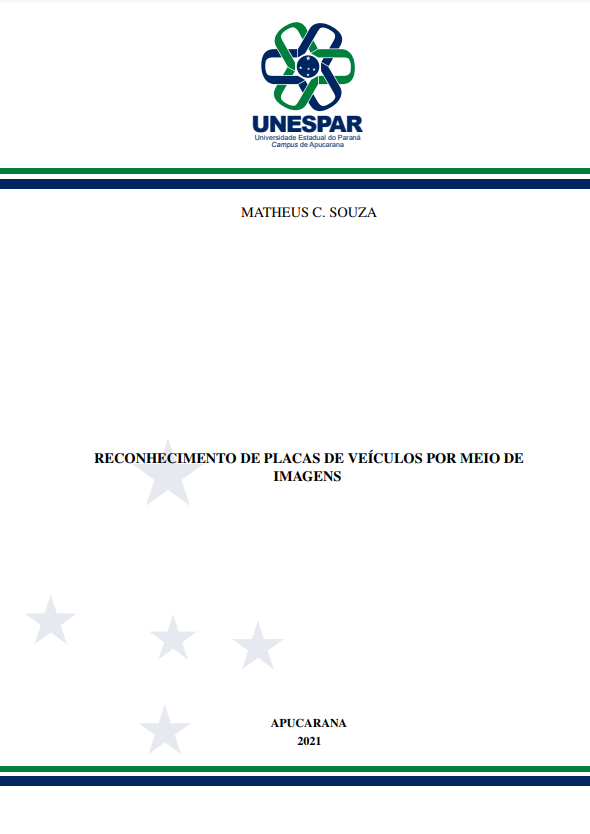 UNESPAR
Universidade Estadual do Paraná
Campus de Apucarana
MATHEUS C. SOUZA
RECONHECIMENTO DE PLACAS DE VEÍCULOS POR MEIO DE
IMAGENS
APUCARANA
2021